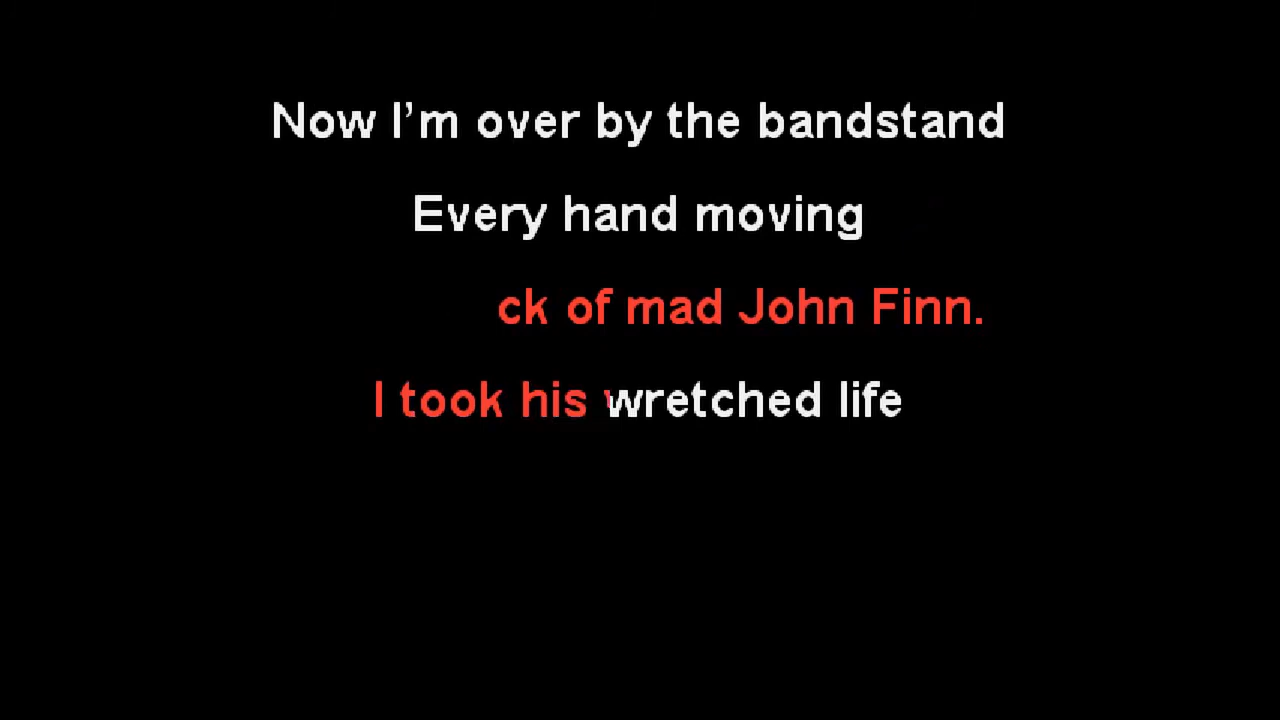 Now I'm over by the bandstand
Every hand moving
ck of mad John Finn.
I took his wretched life